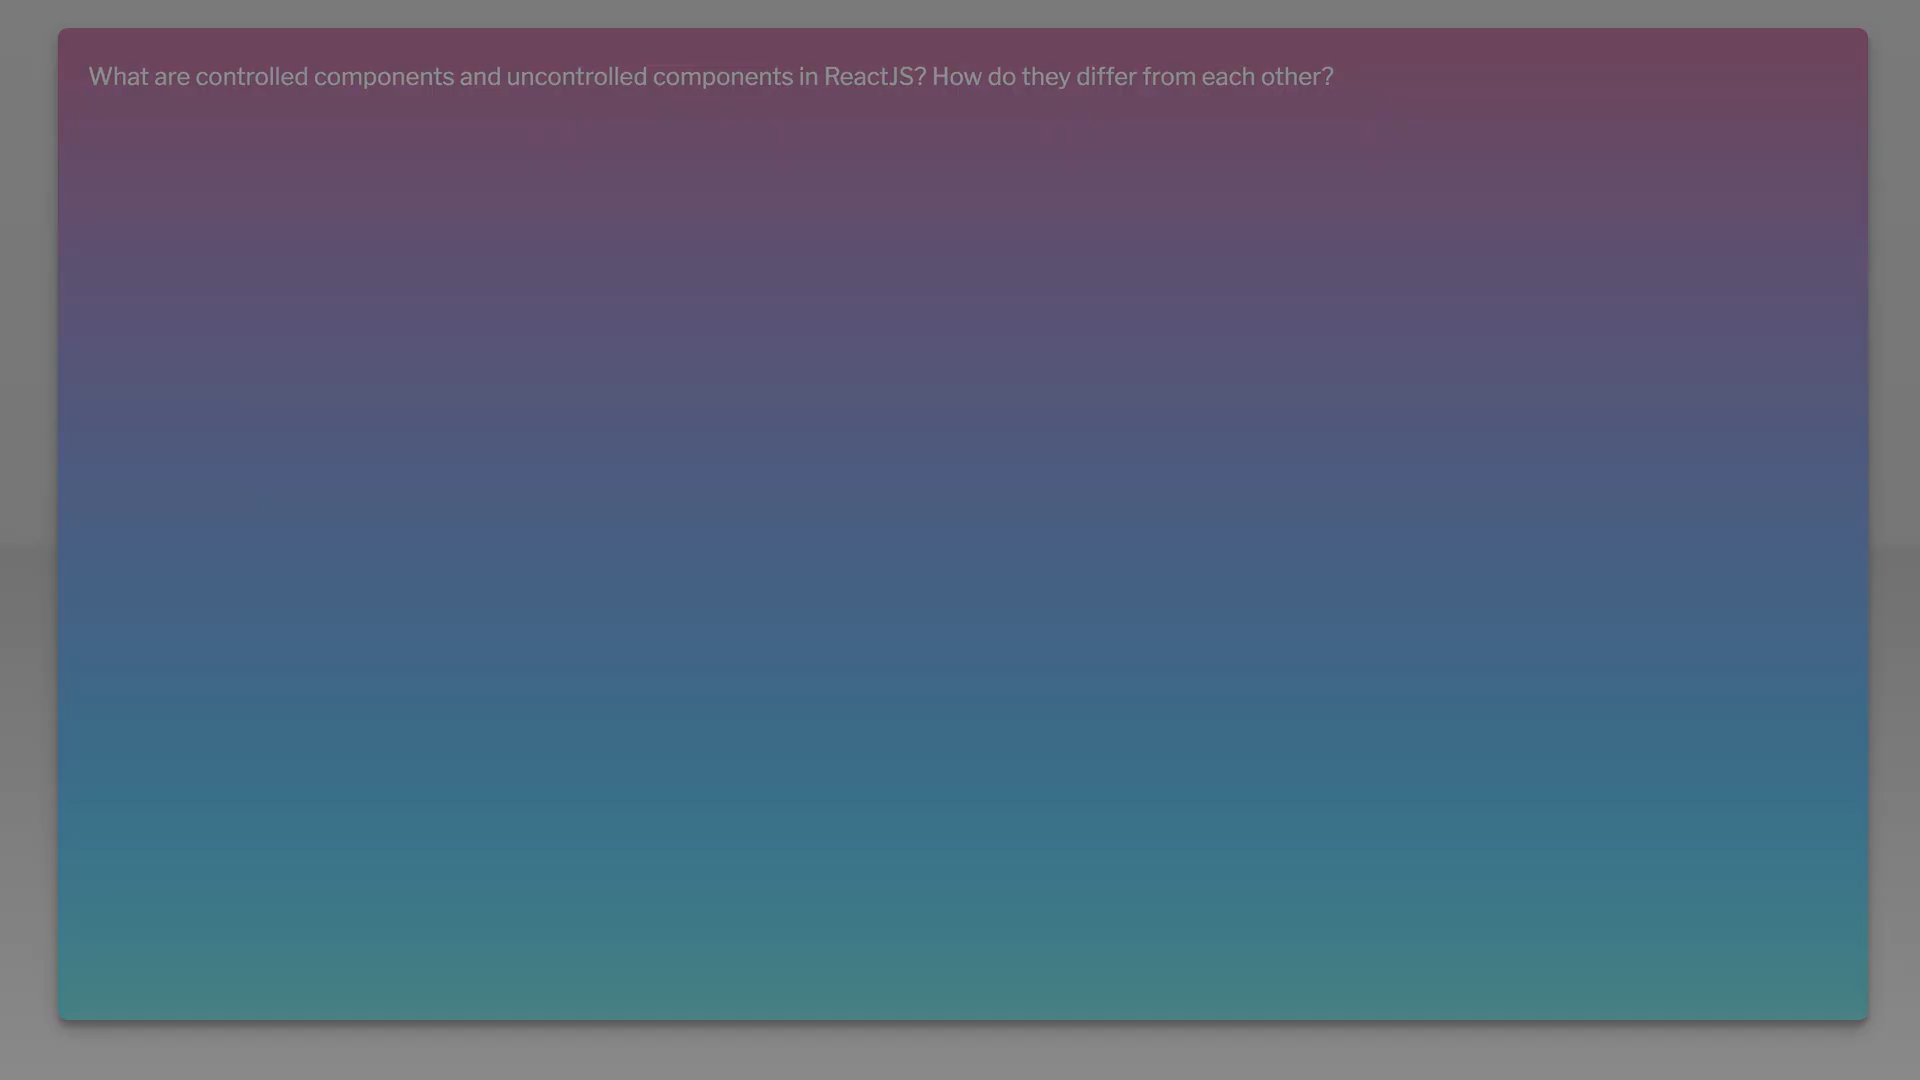 What are controlled components and uncontrolled components in ReactJS? How do they differ from each other?